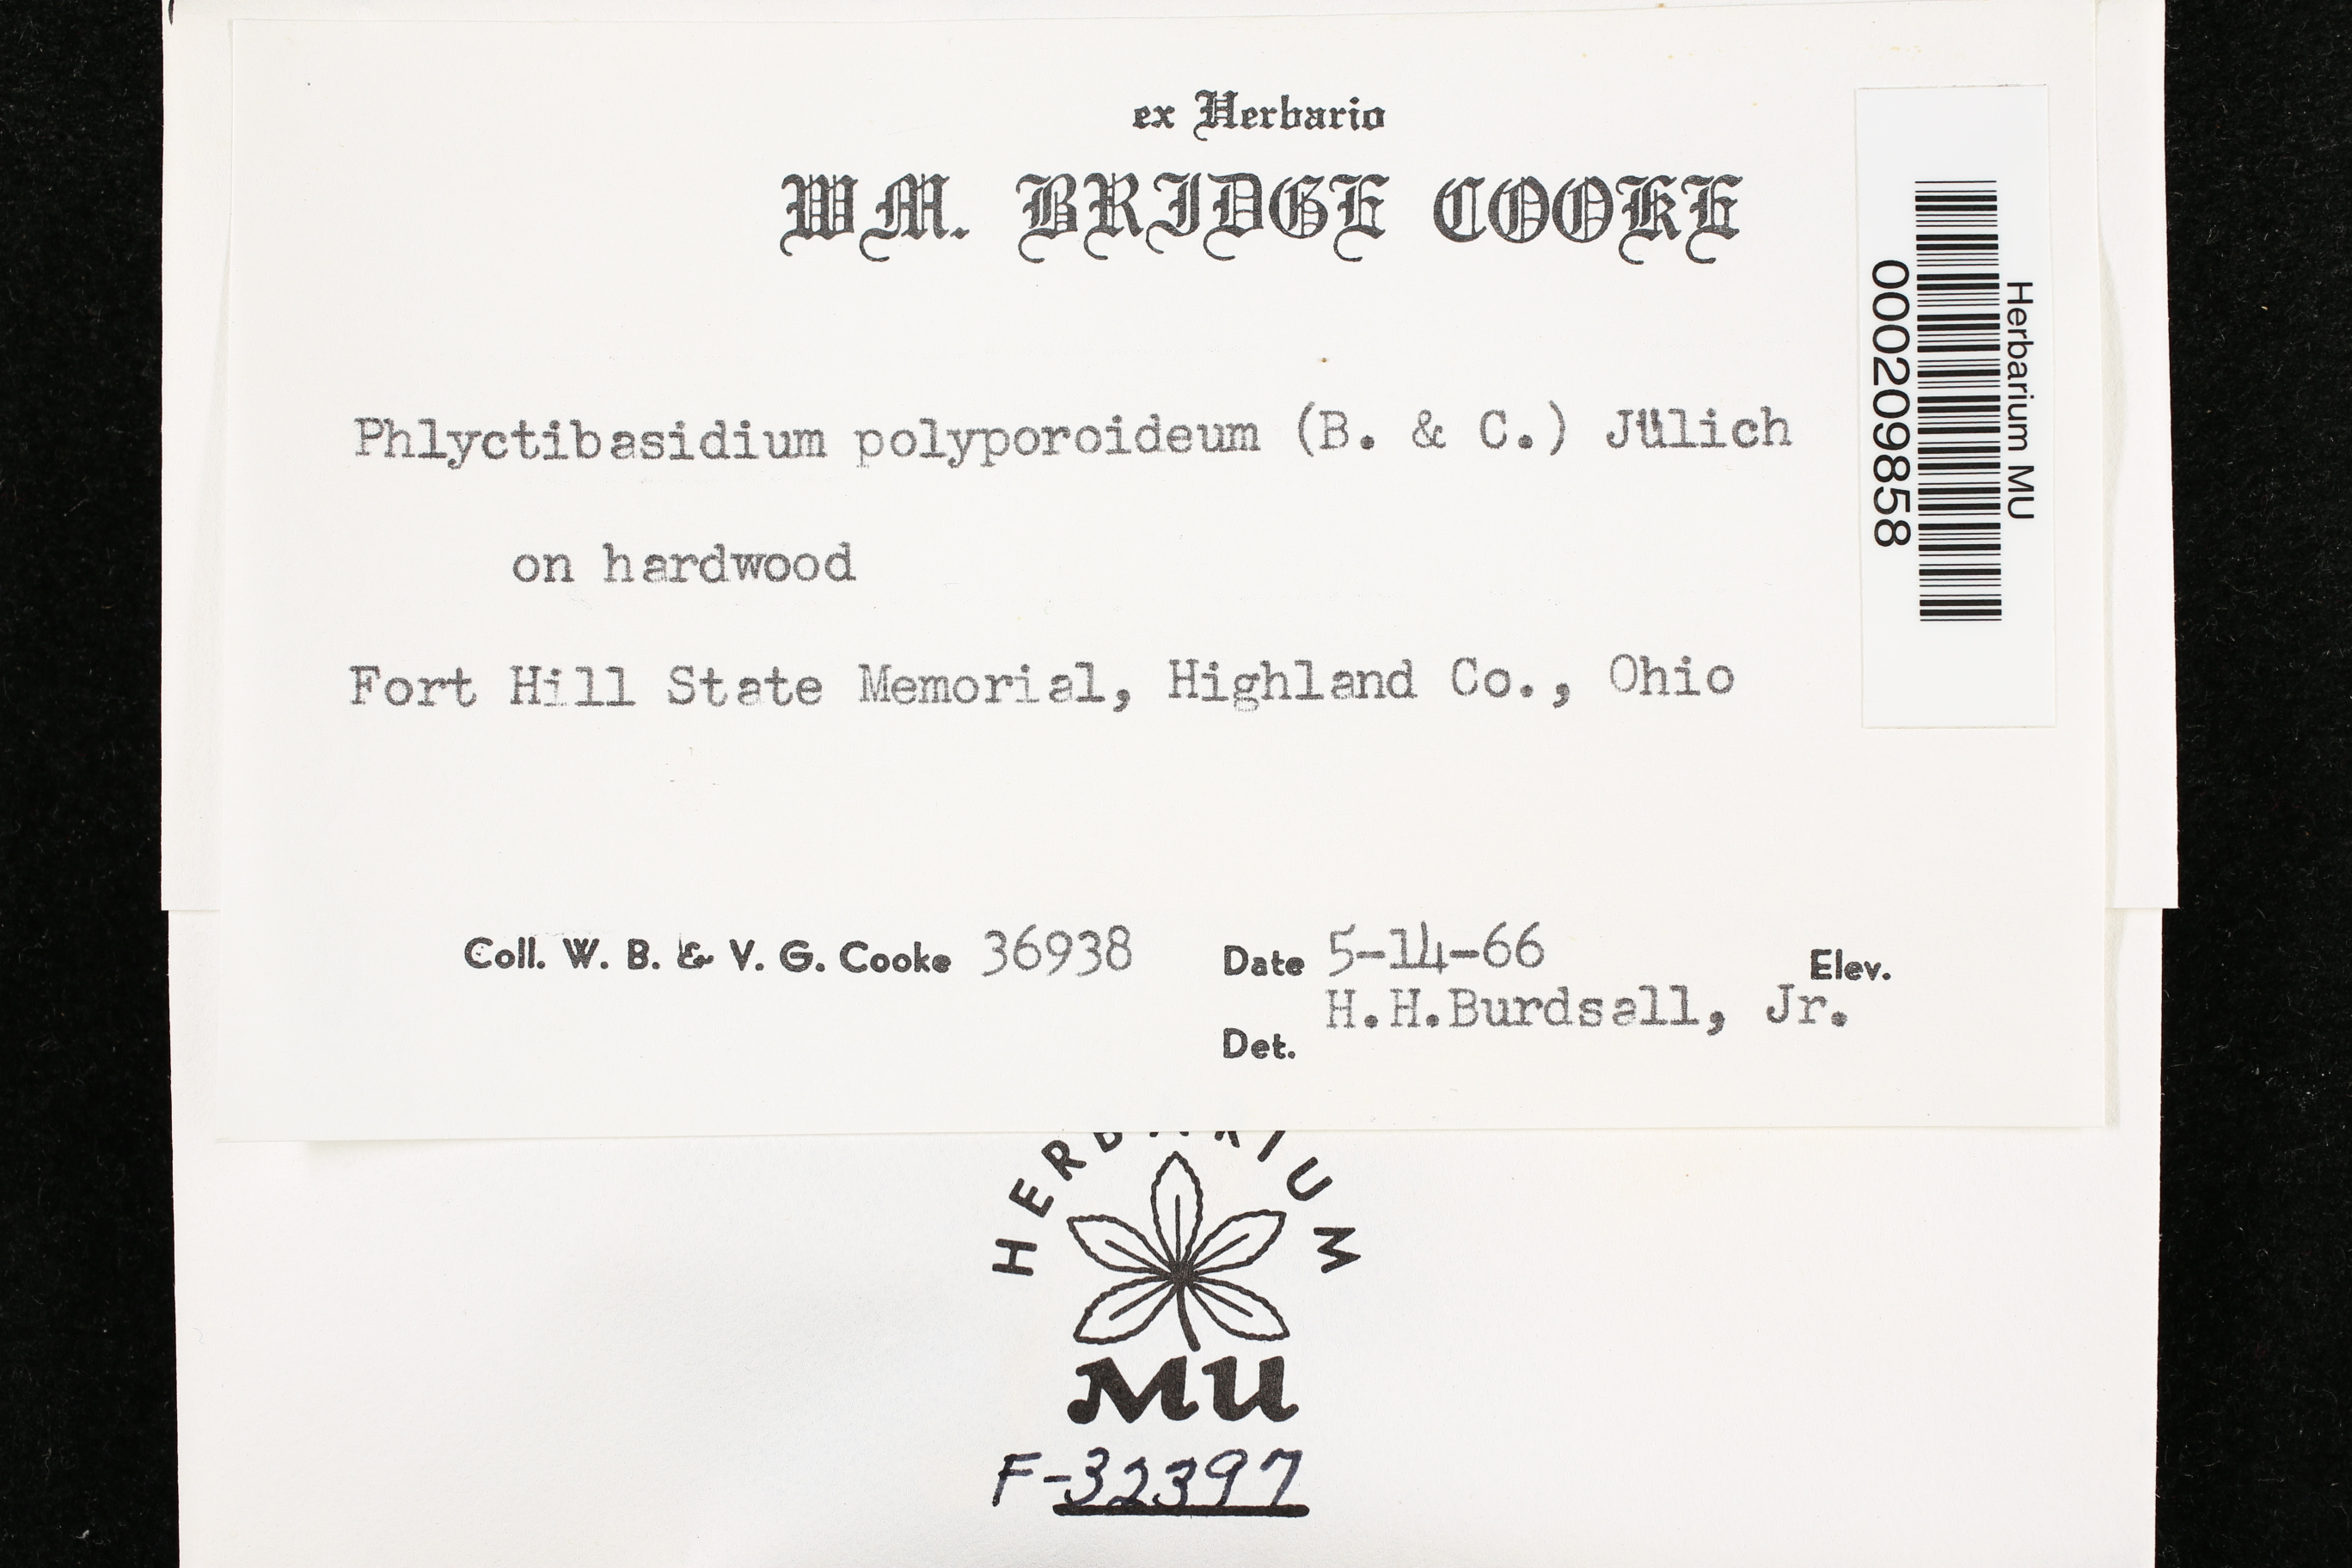 ex Herbario
WM. BRIDGE COOKE
Phlyctibasidium polyporoideum (B. & C.) Jülich
on hardwood
Fort Hill State Memorial, Highland Co., Ohio
Coll. W. B. & V. G. Cooke 36938 Date 5-14-66 Elev.
H.H.Burdsall, Jr.
Det.
Herbarium MU
000209858
HERBARIUM
MU
F-32397